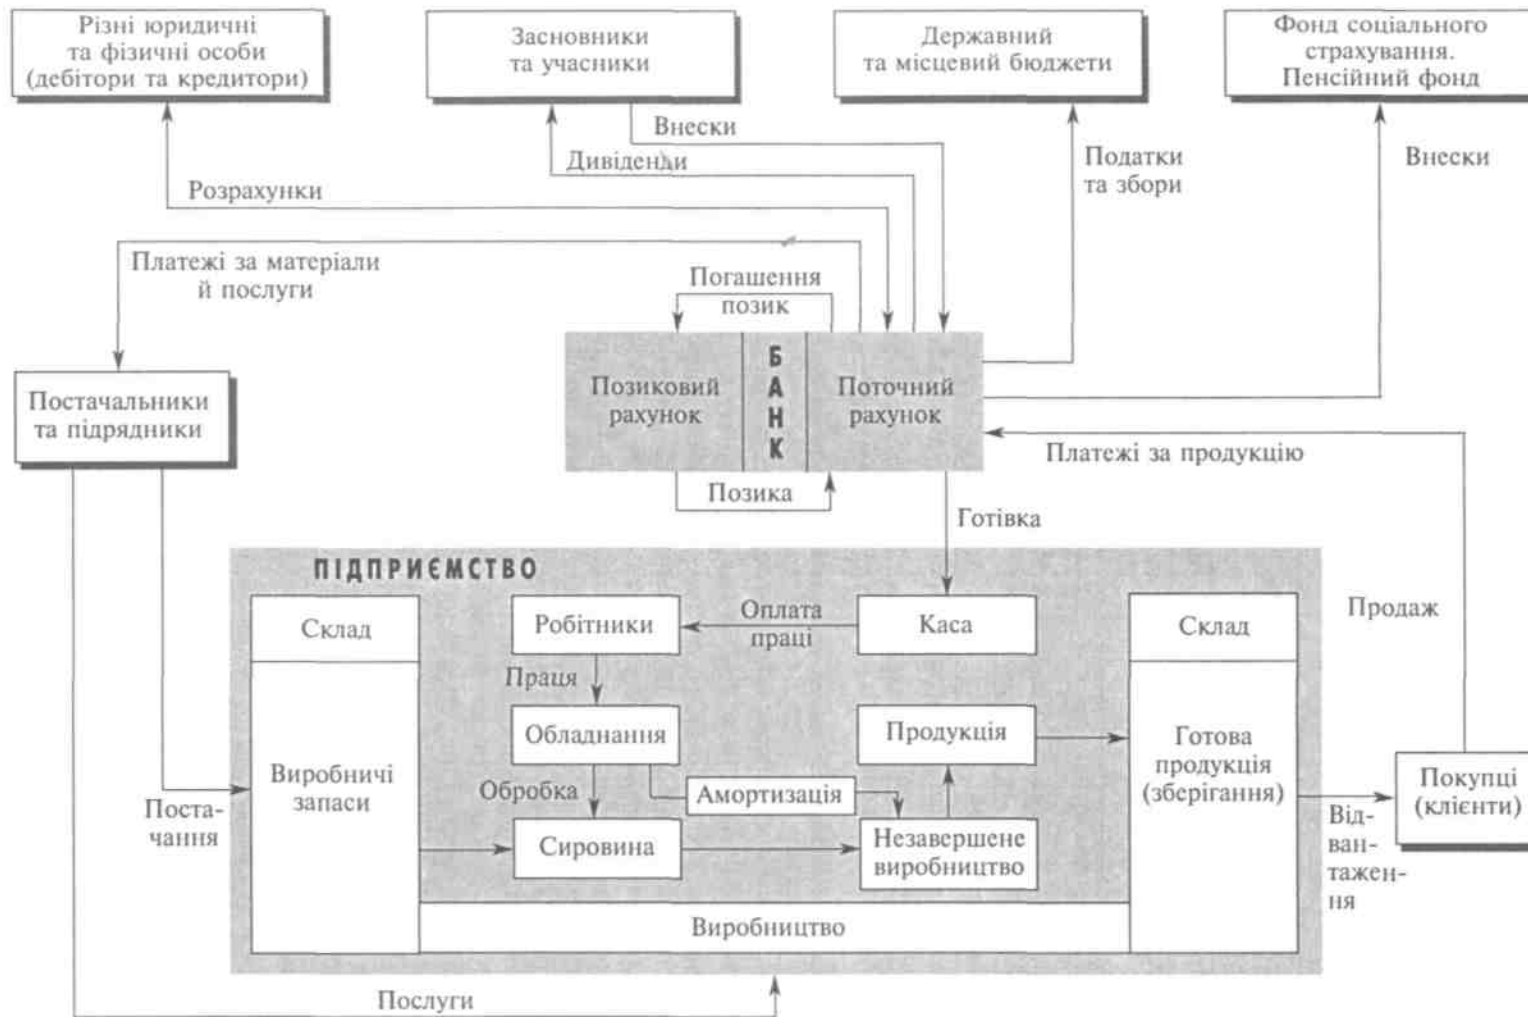 Різні юридичні
та фізичні особи
(дебітори та кредитори)
Засновники
та учасники
Державний
та місцевий бюджети
Фонд соціального
страхування.
Пенсійний фонд
Внески
Дивіденди
Розрахунки
Податки
та збори
Внески
Платежі за матеріали
й послуги
Погашення
позик
Постачальники
та підрядники
Позиковий
рахунок
БАНК
Поточний
рахунок
Платежі за продукцію
Позика
Готівка
ПІДПРИЄМСТВО
Склад
Робітники
Оплата
праці
Каса
Склад
Продаж
Праця
Обладнання
Продукція
Виробничі
запаси
Готова
продукція
(зберігання)
Покупці
(клієнти)
Поста-
чання
Обробка
Амортизація
Сировина
Незавершене
виробництво
Від-
ван-
тажен-
ня
Виробництво
Послуги